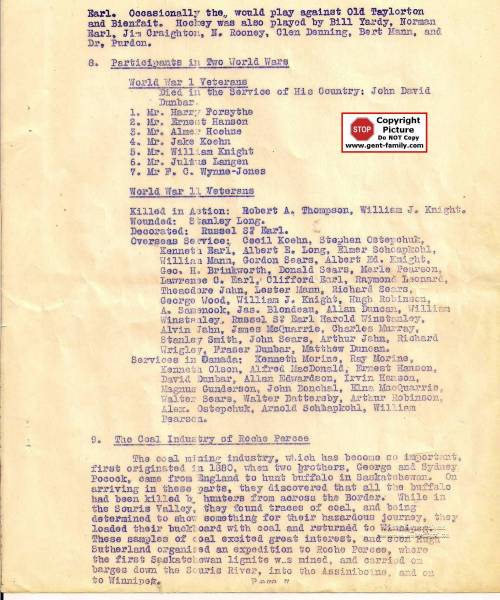 Earl. Occasionally the, would play against Old Taylorton
and Bienfait. Hockey was also played by Bill Yardy, Norman
Earl, Jim Craighton, N. Rooney, Clen Denning, Bert Mann, and
Dr. Purdon.
8. Participants in Two World Wars
World War 1 Veterans
Died in the Service of His Country: John David
Dunbar.
1. Mr. Harry Forsythe
2. Mr. Ernest Hanson
3. Mr. Almer Hoehne
4. Mr. Jake Koehn
5. Mr. William Knight
6. Mr. Julius Langen
7. Mr F. C. Wynne-Jones
STOP
Copyright
Picture
Do NOT Copy
www.gent-family.com
World War 11 Veterans
Killed in Action: Robert A. Thompson, William J. Knight.
Wounded: Stanley Long.
Decorated: Russel S? Earl.
Overseas Service: Cecil Koehn, Stephen Ostepchuk,
Kenneth Earl, Albert E. Long, Elmer Schoapkohl,
William Mann, Gordon Sears, Albert Ed. Knight,
Geo. H. Brinkworth, Donald Sears, Merle Pearson,
Lawrence C. Earl, Clifford Earl, Raymond Leonard,
Theodore Jahn, Lester Mann, Richard Sears,
George Wood, William J. Knight, Hugh Robinson,
A. Samenook, Jas. Blondeau, Allan Duncan, William
Winstanley, Russel S? Earl Harold Winstanley,
Alvin Jahn, James McQuarrie, Charles Murray,
Stanley Smith, John Sears, Arthur Jahn, Richard
Wrigley, Fraser Dunbar, Matthew Duncan.
Services in Canada: Kenneth Morine, Ray Morine,
Kenneth Olson, Alfred MacDonald, Ernest Hanson,
David Dunbar, Allan Edwardson, Irvin Hanson,
Magnus Gunderson, John Bonchal, Elna MacQuarrie,
Walter Sears, Walter Battersby, Arthur Robinson,
Alex. Ostepchuk, Arnold Schlapkohl, William
Pearson.
9. The Coal Industry of Roche Percee
The coal mining industry, which has become so important,
first originated in 1880, when two brothers, George and Sydney
Pocock, came from England to hunt buffalo in Saskatchewan. On
arriving in these parts, they discovered that all the buffalo
had been killed by hunters from across the Border. While in
the Souris Valley, they found traces of coal, and being
determined to show something for their hazardous journey, they
loaded their buckboard with coal and returned to Winnipeg.
These samples of coal excited great interest, and soon Hugh
Sutherland organized an expedition to Roche Percee, where
the first Saskatchewan lignite was mined, and carried on
barges down the Souris River, into the Assiniboine, and on
to Winnipeg.